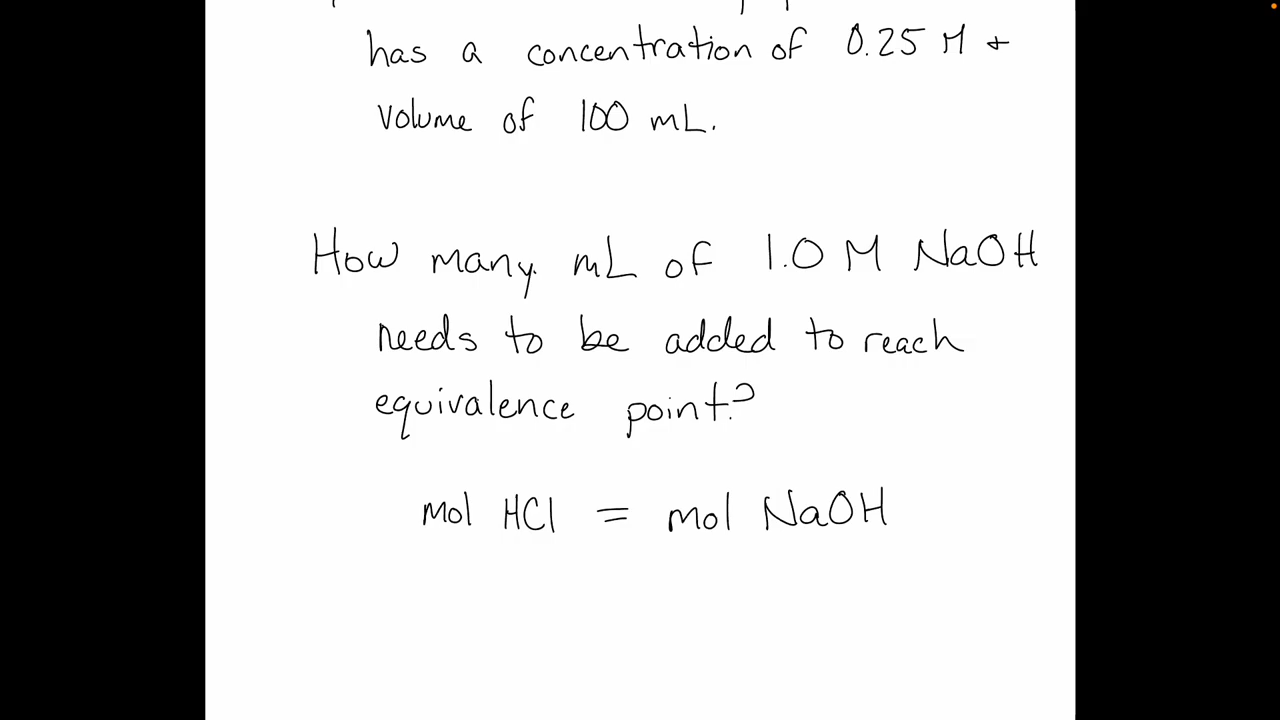 has a concentration of 0.25 M +
volume of 100 mL.
How many mL of 1.0 M NaOH
needs to be added to reach
equivalence point?
mol HCl = mol NaOH